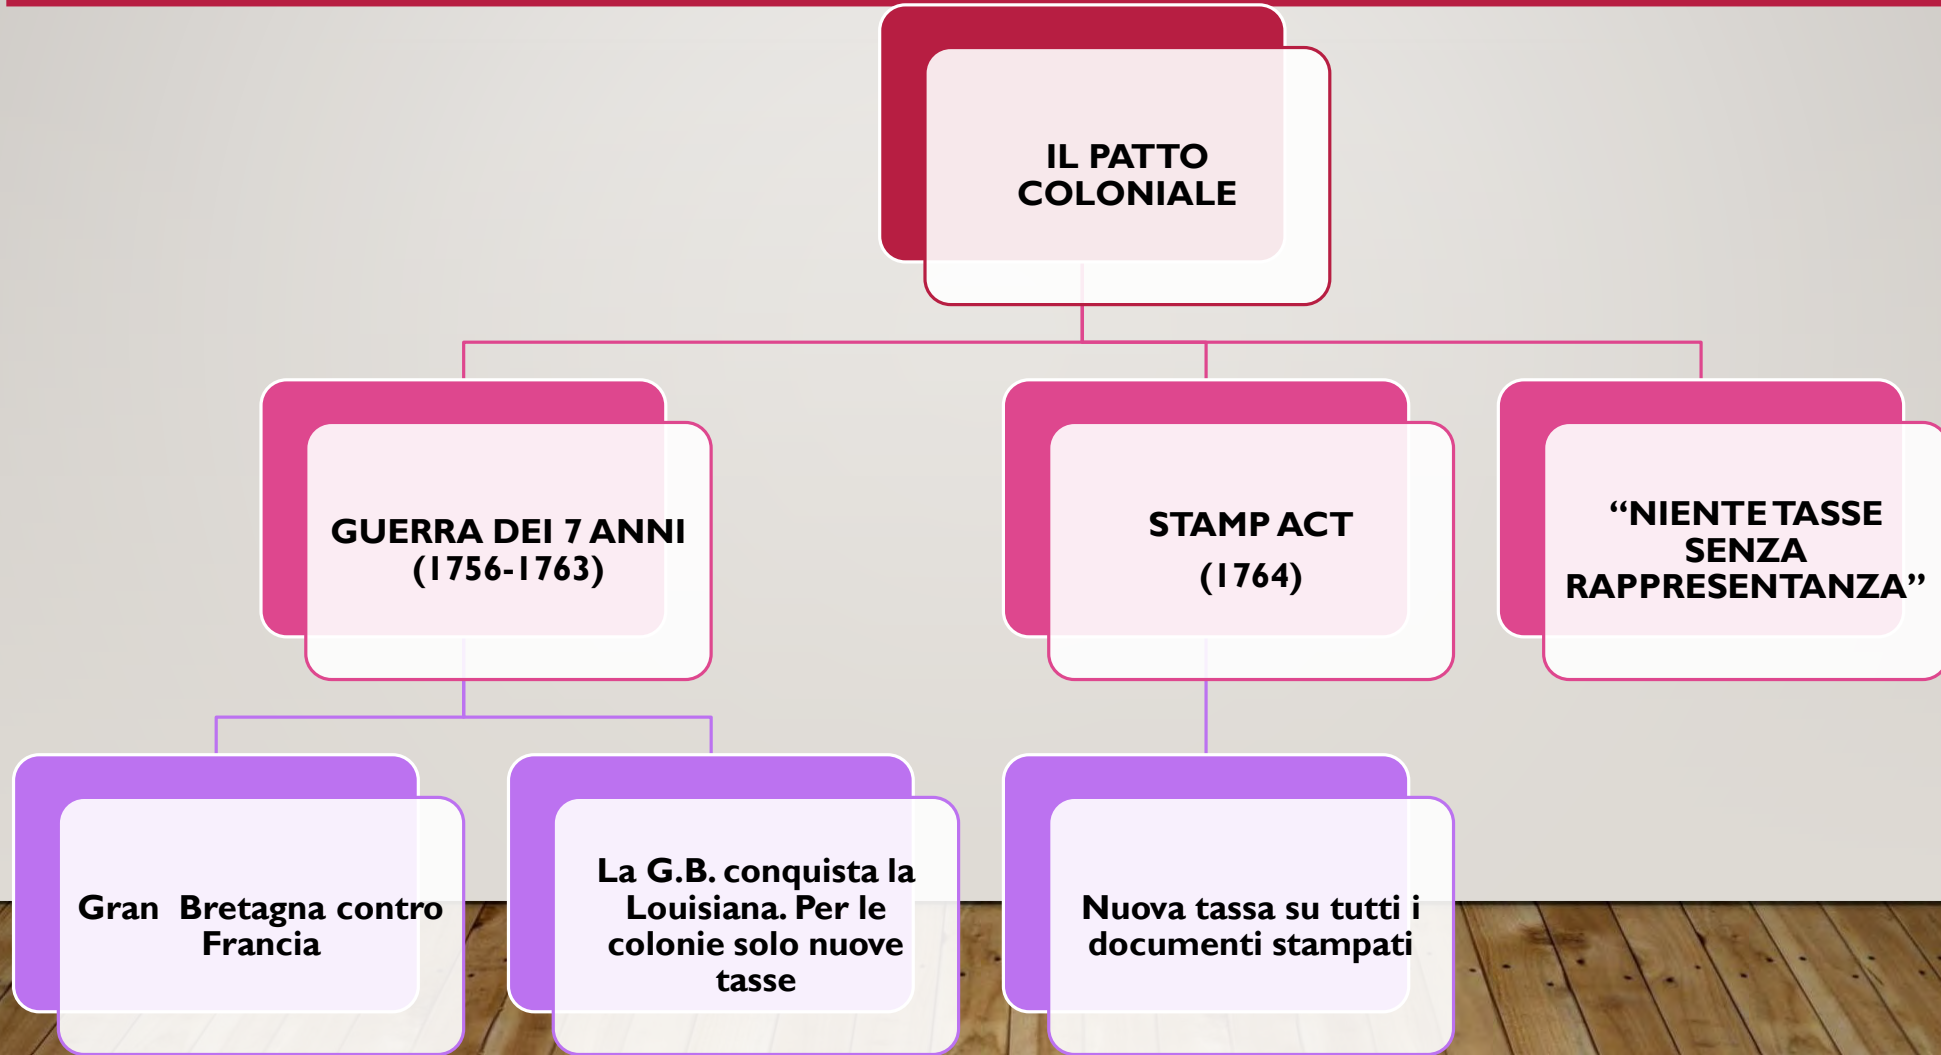 IL PATTO
COLONIALE
GUERRA DEI 7 ANNI
(1756-1763)
STAMP ACT
(1764)
“NIENTE TASSE
SENZA
RAPPRESENTANZA”
Gran Bretagna contro
Francia
La G.B. conquista la
Louisiana. Per le
colonie solo nuove
tasse
Nuova tassa su tutti i
documenti stampati